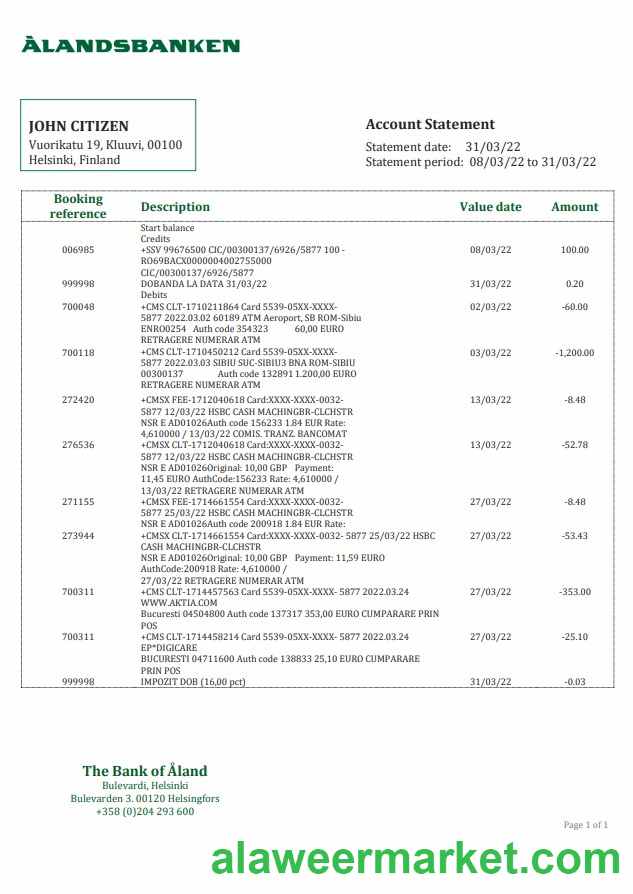 ÅLANDSBANKEN
JOHN CITIZEN
Vuorikatu 19, Kluuvi, 00100
Helsinki, Finland
Account Statement
Statement date: 31/03/22
Statement period: 08/03/22 to 31/03/22
Booking reference Description Value date Amount
Start balance
Credits
006985 +SSV 99676500 CIC/00300137/6926/5877 100 - 08/03/22 100.00
RO69BACX0000004002755000
CIC/00300137/6926/5877
999998 DOBANDA LA DATA 31/03/22 31/03/22 0.20
Debits
700048 +CMS CLT-1710211864 Card 5539-05XX-XXXX- 02/03/22 -60.00
5877 2022.03.02 60189 ATM Aeroport, SB ROM-Sibiu
ENRO0254 Auth code 354323 60,00 EURO
RETRAGERE NUMERAR ATM
700118 +CMS CLT-1710450212 Card 5539-05XX-XXXX- 03/03/22 -1,200.00
5877 2022.03.03 SIBIU SUC-SIBIU3 BNA ROM-SIBIU
00300137 Auth code 132891 1.200,00 EURO
RETRAGERE NUMERAR ATM
272420 +CMSX FEE-1712040618 Card:XXXX-XXXX-0032- 13/03/22 -8.48
5877 12/03/22 HSBC CASH MACHINGBR-CLCHSTR
NSR E AD01026Auth code 156233 1.84 EUR Rate:
4,610000 / 13/03/22 COMIS. TRANZ. BANCOMAT
276536 +CMSX CLT-1712040618 Card:XXXX-XXXX-0032- 13/03/22 -52.78
5877 12/03/22 HSBC CASH MACHINGBR-CLCHSTR
NSR E AD01026Original: 10,00 GBP Payment:
11,45 EURO AuthCode:156233 Rate: 4,610000 /
13/03/22 RETRAGERE NUMERAR ATM
271155 +CMSX FEE-1714661554 Card:XXXX-XXXX-0032- 27/03/22 -8.48
5877 25/03/22 HSBC CASH MACHINGBR-CLCHSTR
NSR E AD01026Auth code 200918 1.84 EUR Rate:
273944 +CMSX CLT-1714661554 Card:XXXX-XXXX-0032- 5877 25/03/22 HSBC 27/03/22 -53.43
CASH MACHINGBR-CLCHSTR
NSR E AD01026Original: 10,00 GBP Payment: 11,59 EURO
AuthCode:200918 Rate: 4,610000 /
27/03/22 RETRAGERE NUMERAR ATM
700311 +CMS CLT-1714457563 Card 5539-05XX-XXXX- 5877 2022.03.24 27/03/22 -353.00
WWW.AKTIA.COM
Bucuresti 04504800 Auth code 137317 353,00 EURO CUMPARARE PRIN
POS
700311 +CMS CLT-1714458214 Card 5539-05XX-XXXX- 5877 2022.03.24 27/03/22 -25.10
EP*DIGICARE
BUCURESTI 04711600 Auth code 138833 25,10 EURO CUMPARARE
PRIN POS
999998 IMPOZIT DOB (16,00 pct) 31/03/22 -0.03
The Bank of Åland
Bulevardi, Helsinki
Bulevarden 3. 00120 Helsingfors
+358 (0)204 293 600
Page 1 of 1
alaweermarket.com